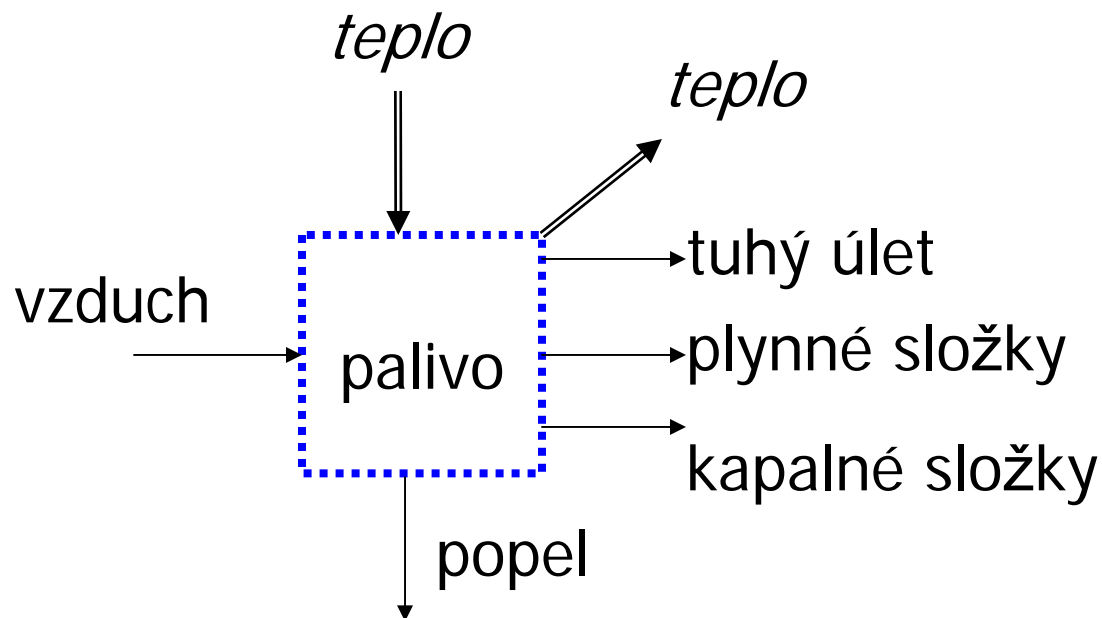 teplo
teplo
tuhý úlet
vzduch
plynné složky
palivo
kapalné složky
popel